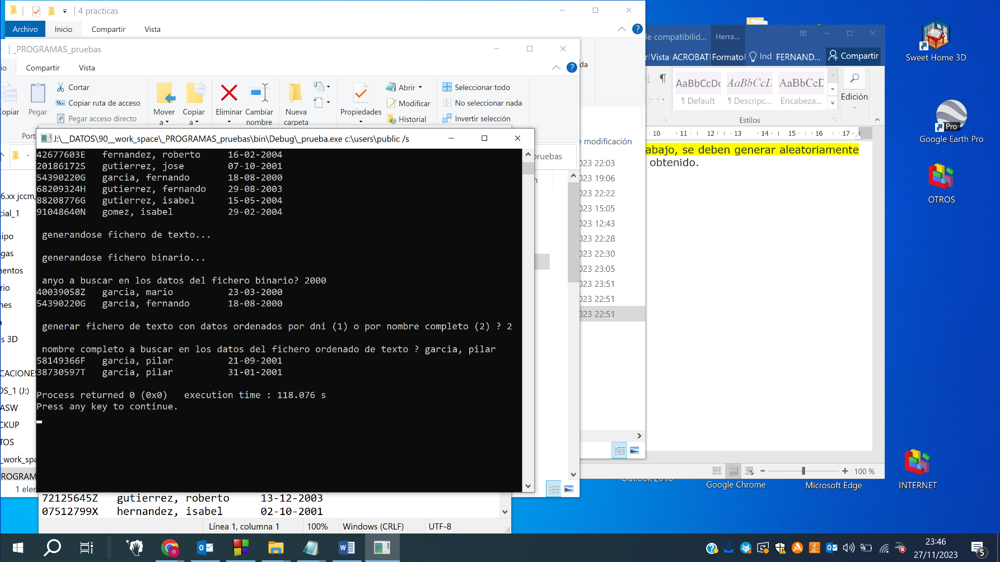 4 practicas
Archivo
Inicio
Compartir
Vista
_PROGRAMAS_pruebas
Compartir
Vista
Pegar
Cortar
Copiar ruta de acceso
Pegar acceso directo
Mover
a
Copiar
a
Eliminar
Cambiar
nombre
Nueva
carpeta
Propiedades
Abrir
Modificar
Historial
Seleccionar todo
No seleccionar nada
Invertir selección
de compatibilid...
Herra...
Vista
ACROBAT
Formato
Ind
FERNAND...
Compartir
AaBbCcDc
AaBbCcD
AaBbCcD
¶ Default
¶ Descripc...
Encabeza...
Edición
Estilos
10 11 12 13 14 15 16 17
abajo, se deben generar aleatoriamente
obtenido.
e modificación
023 22:03
023 19:06
023 22:22
023 15:05
023 12:43
023 22:28
023 22:30
023 23:05
023 23:51
023 22:51
023 22:51
pruebas
J:\__DATOS\90__work_space\_PROGRAMAS_pruebas\bin\Debug\_prueba.exe c:\users\public /s
42677603E fernandez, roberto 16-02-2004
20186172S gutierrez, jose 07-10-2001
54390220G garcia, fernando 18-08-2000
68209324H gutierrez, fernando 29-08-2003
88208776G gutierrez, isabel 15-05-2004
91048640N gomez, isabel 29-02-2004
generandose fichero de texto...
generandose fichero binario...
anyo a buscar en los datos del fichero binario? 2000
40039058Z garcia, mario 23-03-2000
54390220G garcia, fernando 18-08-2000
generar fichero de texto con datos ordenados por dni (1) o por nombre completo (2) ? 2
nombre completo a buscar en los datos del fichero ordenado de texto ? garcia, pilar
58149366F garcia, pilar 21-09-2001
38730597T garcia, pilar 31-01-2001
Process returned 0 (0x0) execution time : 118.076 s
Press any key to continue.
6.xx jccm,
cial_1
ipo
gas
nentos
rio
nes
s 3D
CACIONES
OS_1 (J:)
ASW
CKUP
TOS
_work_spa
ROGRAM
1 eler
72125645Z gutierrez, roberto 13-12-2003
07512799X hernandez, isabel 02-10-2001
Línea 1, columna 1
100%
Windows (CRLF)
UTF-8
100 %
Sweet Home 3D
Pro
Google Earth Pro
OTROS
Outlook 2016
Google Chrome
Microsoft Edge
INTERNET
23:46
27/11/2023
5